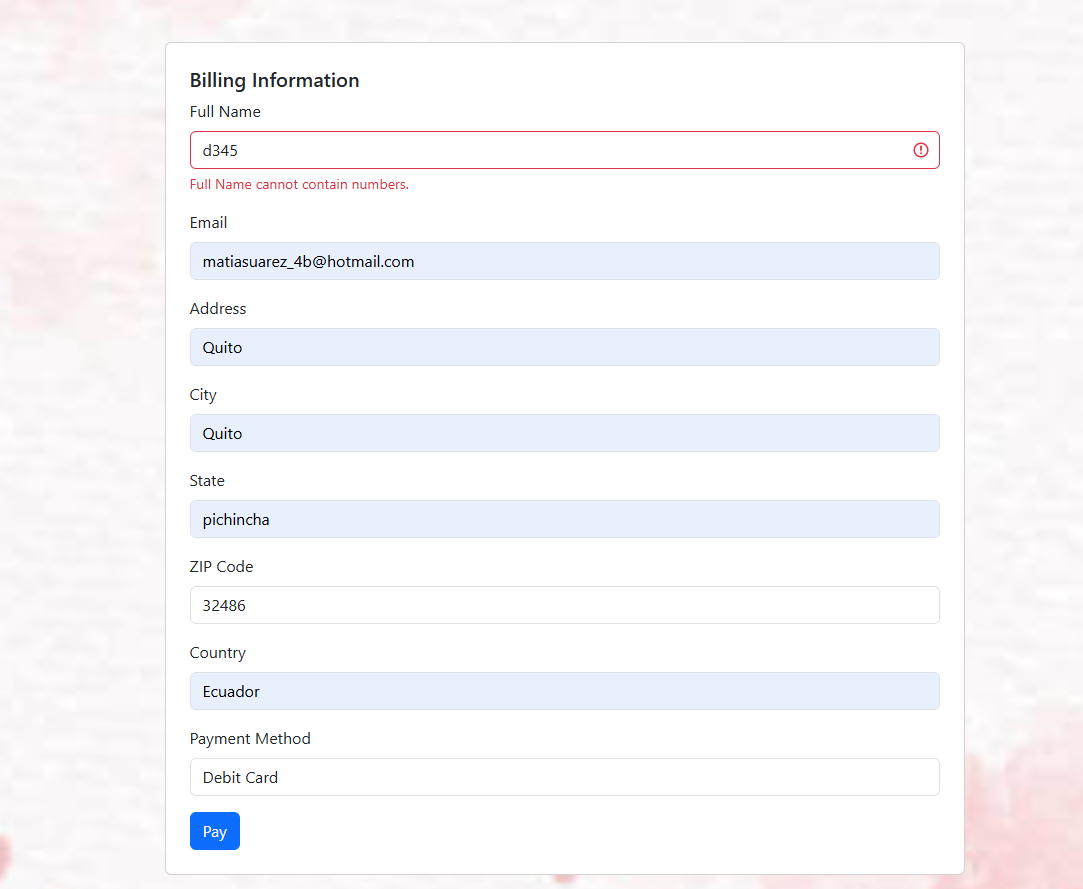 Billing Information
Full Name
d345
Full Name cannot contain numbers.
Email
matiasuarez_4b@hotmail.com
Address
Quito
City
Quito
State
pichincha
ZIP Code
32486
Country
Ecuador
Payment Method
Debit Card
Pay